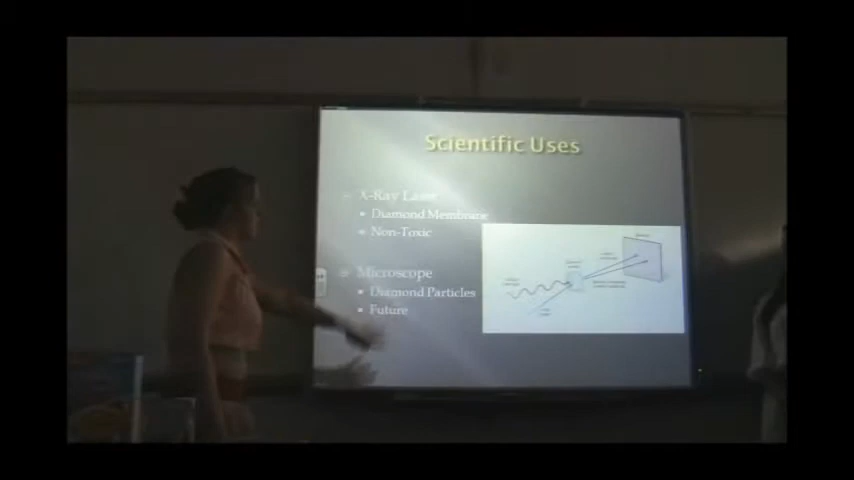 Scientific Uses
X-Ray Laser
Diamond Membrane
Non-Toxic
Microscope
Diamond Particles
Future